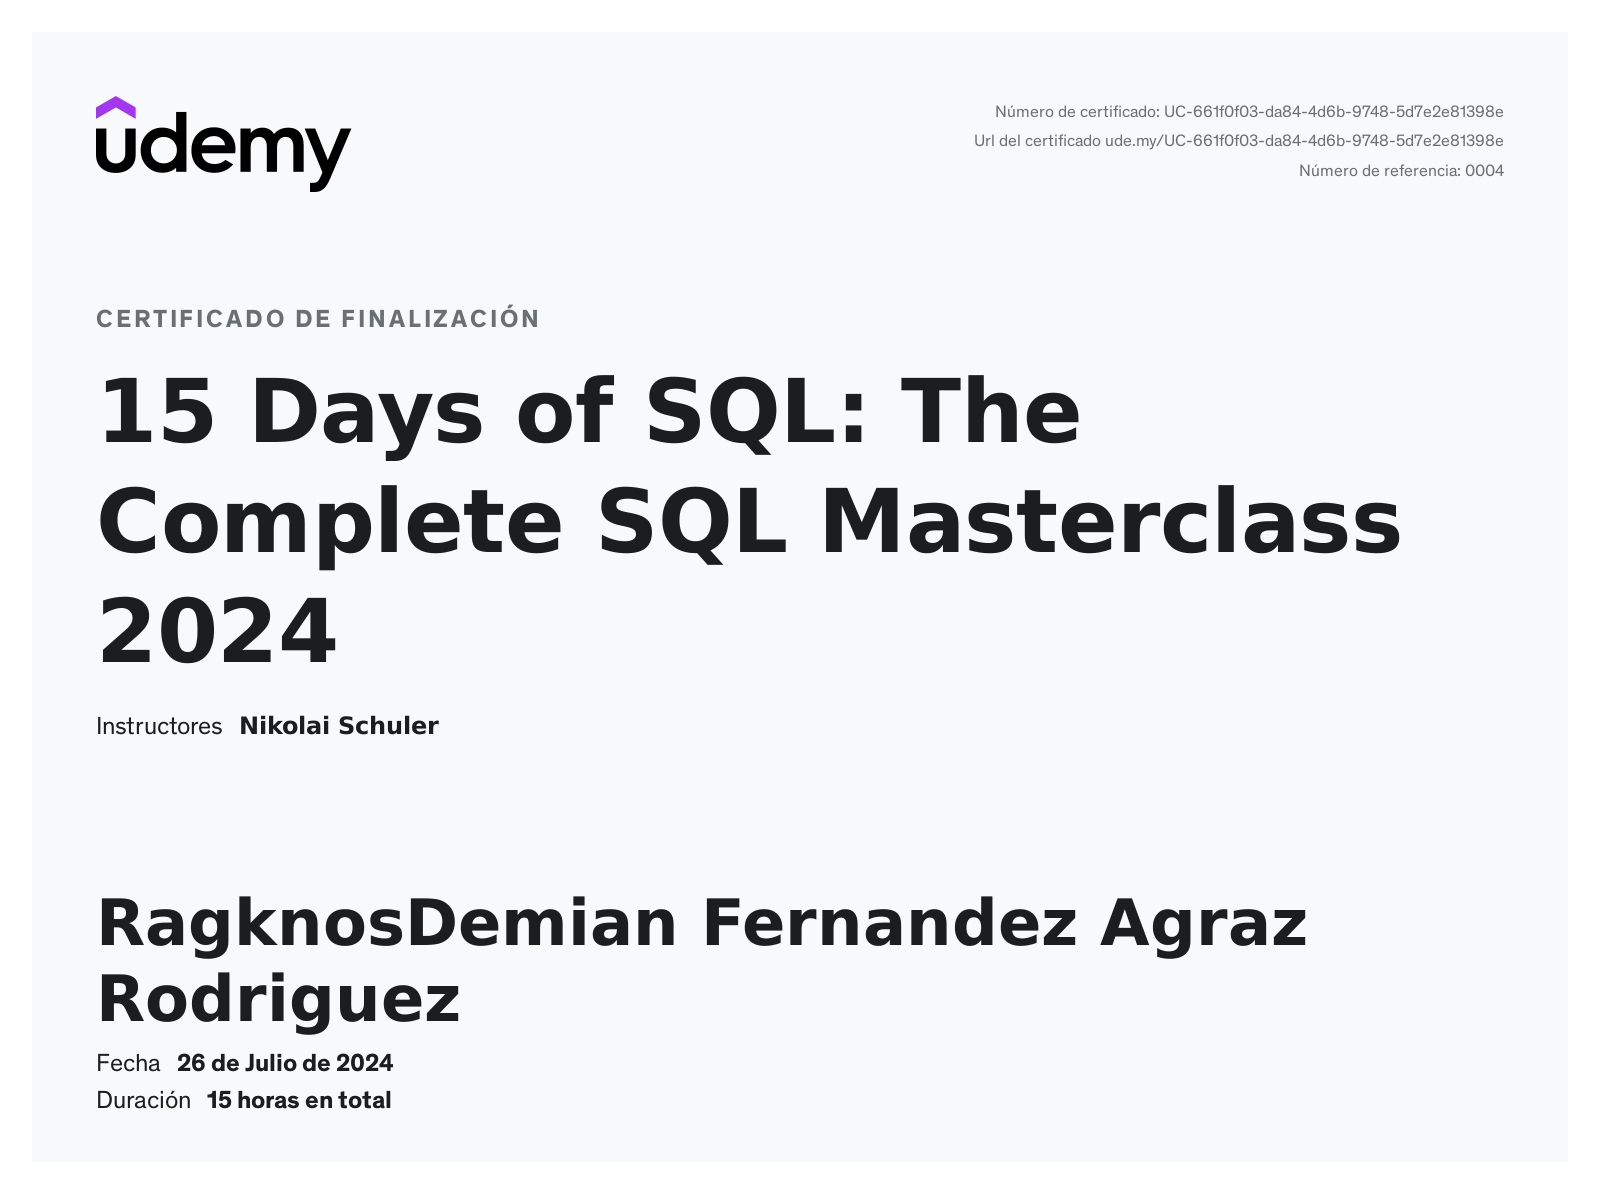 udemy
Número de certificado: UC-661f0f03-da84-4d6b-9748-5d7e2e81398e
Url del certificado ude.my/UC-661f0f03-da84-4d6b-9748-5d7e2e81398e
Número de referencia: 0004
CERTIFICADO DE FINALIZACIÓN
15 Days of SQL: The
Complete SQL Masterclass
2024
Instructores Nikolai Schuler
RagknosDemian Fernandez Agraz
Rodriguez
Fecha 26 de Julio de 2024
Duración 15 horas en total